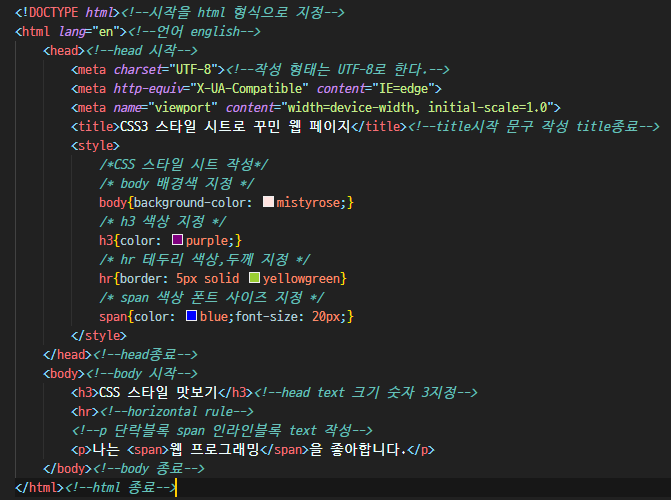 <!DOCTYPE html><!--시작을 html 형식으로 지정-->
<html lang="en"><!--언어 english-->
<head><!--head 시작-->
<meta charset="UTF-8"><!--작성 형태는 UTF-8로 한다.-->
<meta http-equiv="X-UA-Compatible" content="IE=edge">
<meta name="viewport" content="width=device-width, initial-scale=1.0">
<title>CSS3 스타일 시트로 꾸민 웹 페이지</title><!--title시작 문구 작성 title종료-->
<style>
/*CSS 스타일 시트 작성*/
/* body 배경색 지정 */
body{background-color: mistyrose;}
/* h3 색상 지정 */
h3{color: purple;}
/* hr 테두리 색상,두께 지정 */
hr{border: 5px solid yellowgreen}
/* span 색상 폰트 사이즈 지정 */
span{color: blue;font-size: 20px;}
</style>
</head><!--head종료-->
<body><!--body 시작-->
<h3>CSS 스타일 맛보기</h3><!--head text 크기 숫자 3지정-->
<hr><!--horizontal rule-->
<!--p 단락블록 span 인라인블록 text 작성-->
<p>나는 <span>웹 프로그래밍</span>을 좋아합니다.</p>
</body><!--body 종료-->
</html><!--html 종료-->